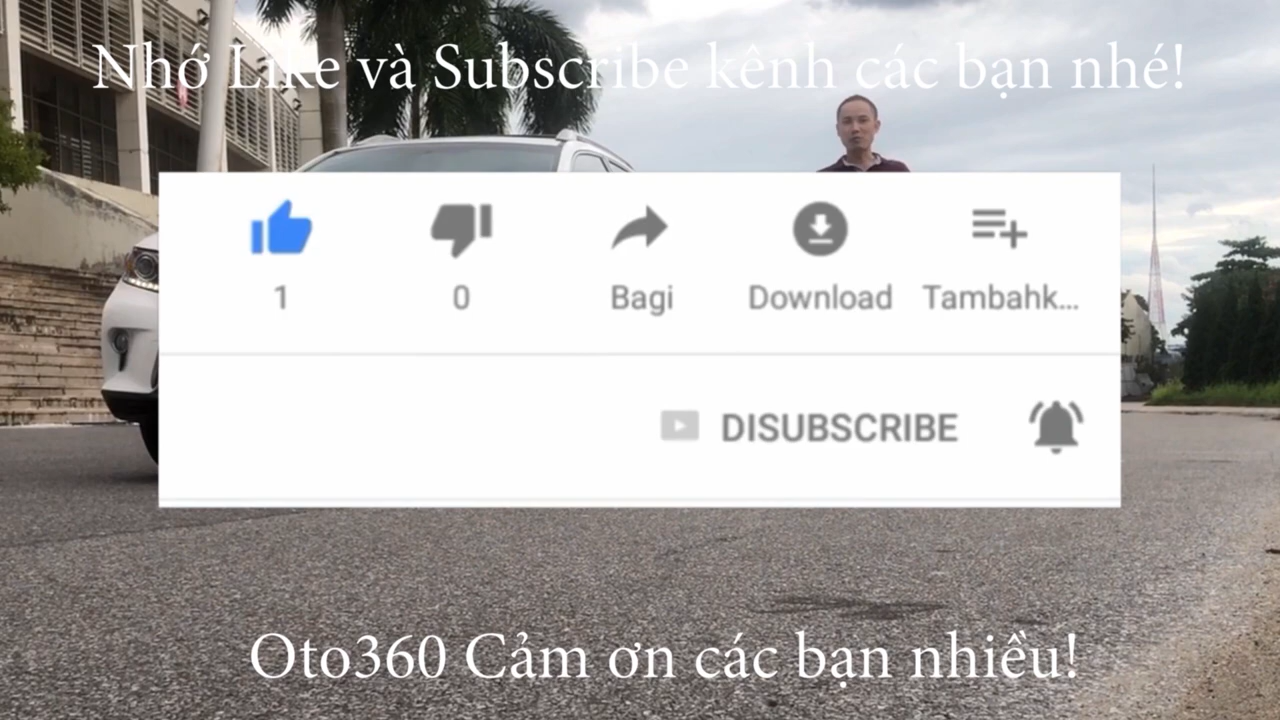 Nhớ Like và Subscribe kênh các bạn nhé!
1 0 Bagi Download Tambahk...
DISUBSCRIBE
Oto360 Cảm ơn các bạn nhiều!